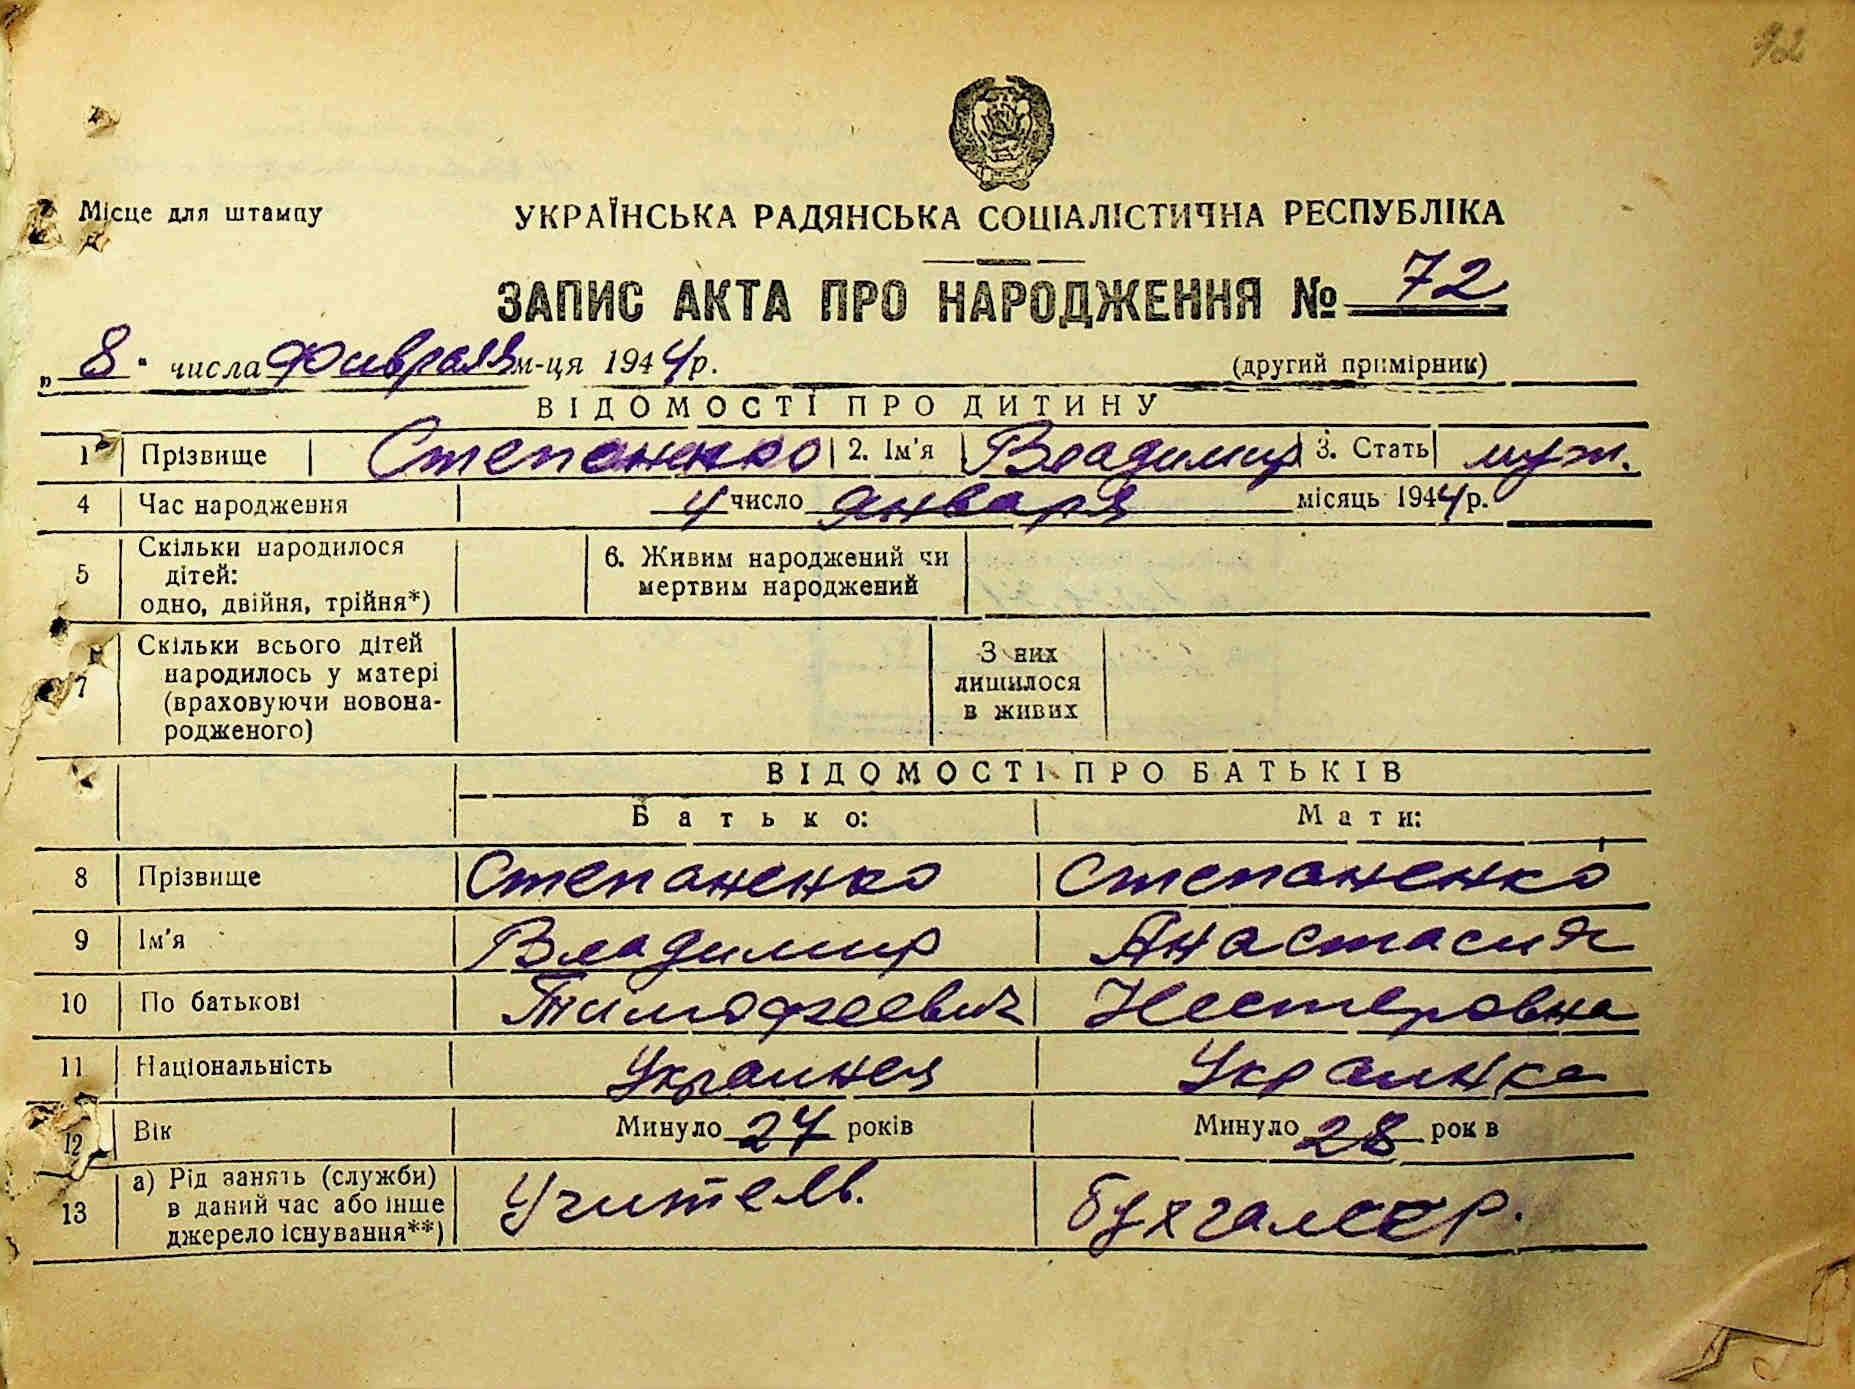 92
Місце для штампу
УКРАЇНСЬКА РАДЯНСЬКА СОЦІАЛІСТИЧНА РЕСПУБЛІКА
ЗАПИС АКТА ПРО НАРОДЖЕННЯ № 72
„ 8 " числа Февраля м-ця 1944 р. (другий примірник)
ВІДОМОСТІ ПРО ДИТИНУ
1 Прізвище Степаненко 2. Ім'я Владимир 3. Стать муж.
4 Час народження 4 число января місяць 1944 р.
5 Скільки народилося дітей: одно, двійня, трійня*) 6. Живим народжений чи мертвим народжений
7 Скільки всього дітей народилось у матері (враховуючи новонародженого) З них лишилося в живих
ВІДОМОСТІ ПРО БАТЬКІВ
Батько: Мати:
8 Прізвище Степаненко Степаненко
9 Ім'я Владимир Анастасия
10 По батькові Тимофеевич Нестеровна
11 Національність Украинец Украинка
12 Вік Минуло 24 років Минуло 28 рок в
13 а) Рід занять (служби) в даний час або інше джерело існування**) Учитель. Бухгалтер.